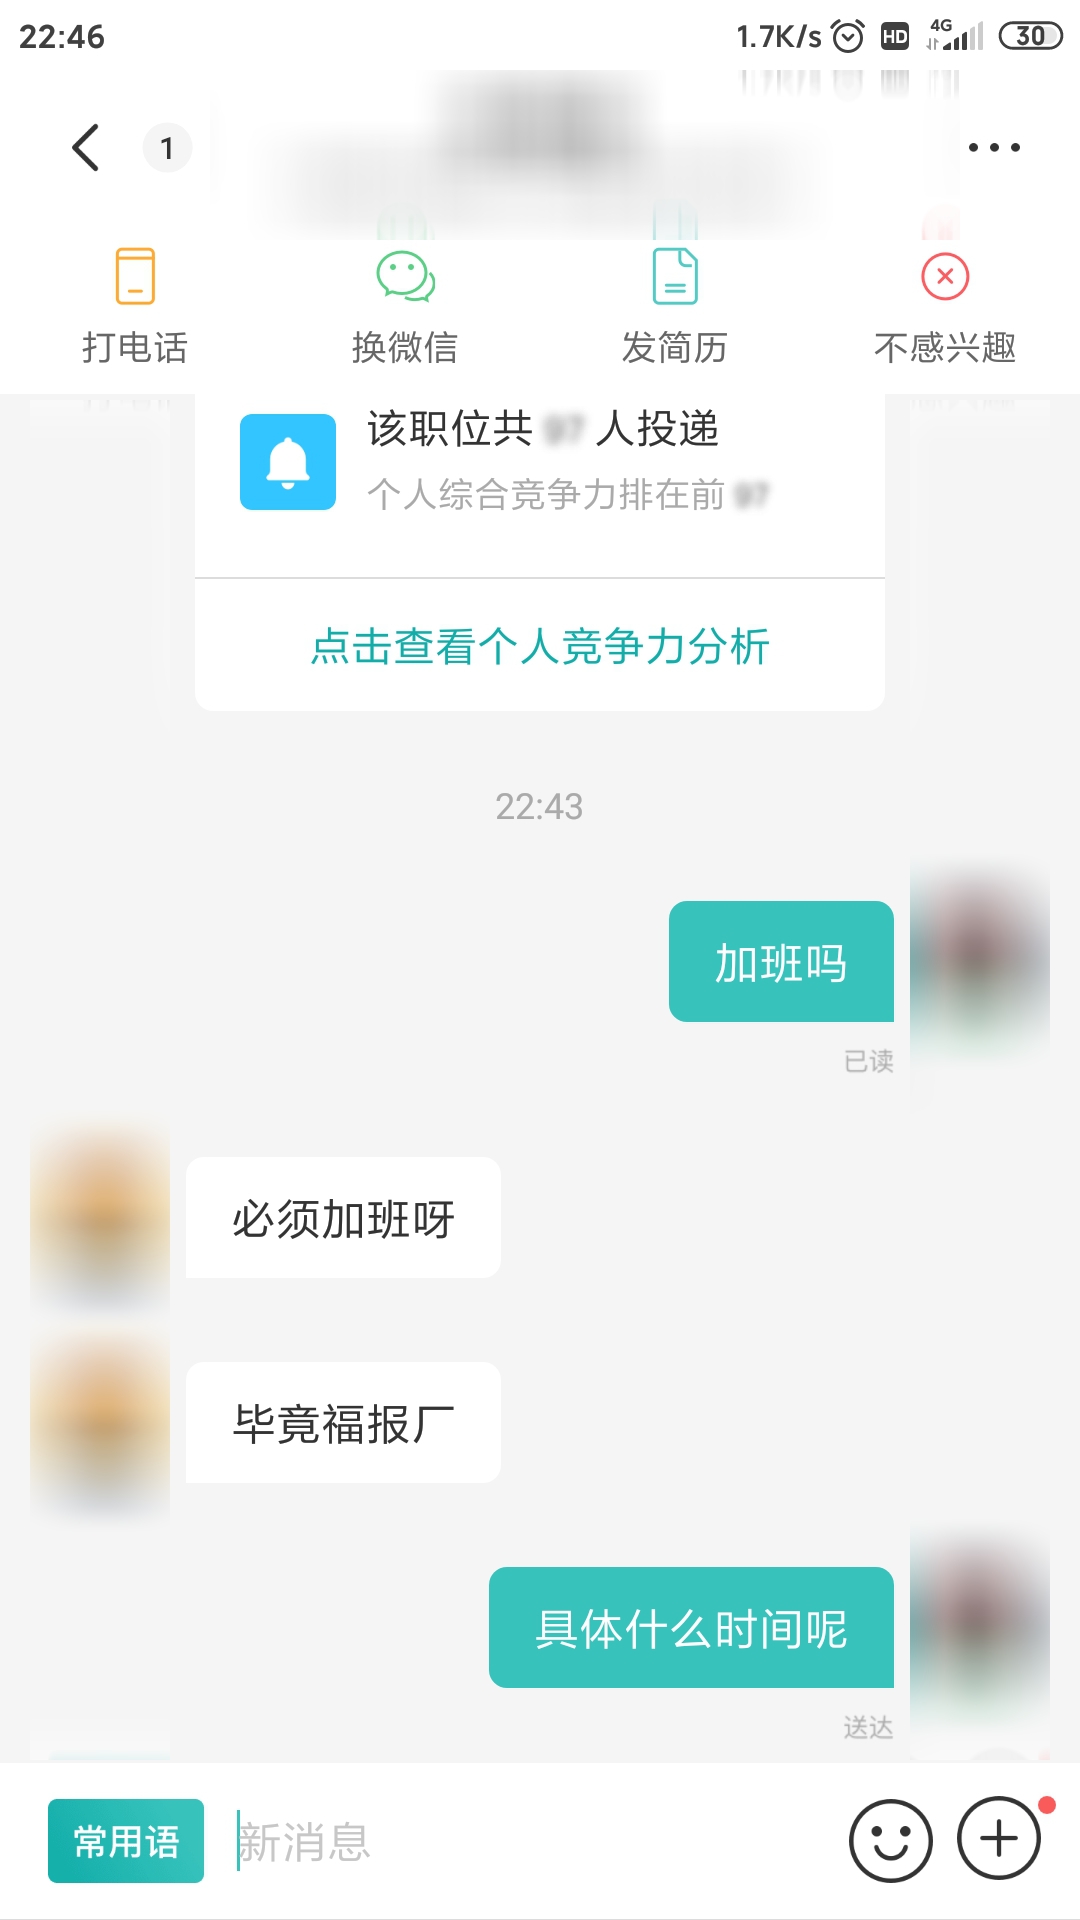 22:46
1.7K/s
HD
4G
30
1
打电话
换微信
发简历
不感兴趣
该职位共 人投递
个人综合竞争力排在前
点击查看个人竞争力分析
22:43
加班吗
已读
必须加班呀
毕竟福报厂
具体什么时间呢
送达
常用语
新消息